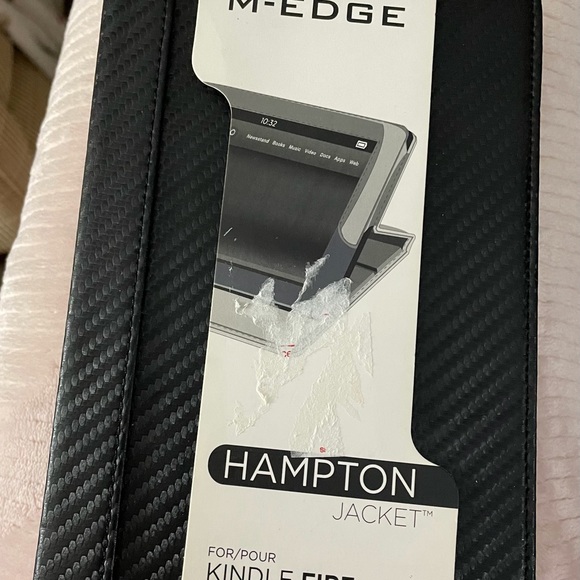 M-EDGE
10:32
Newsstand Books Music Video Docs Apps Web
HAMPTON
JACKET™
FOR/POUR
KINDLE FIRE